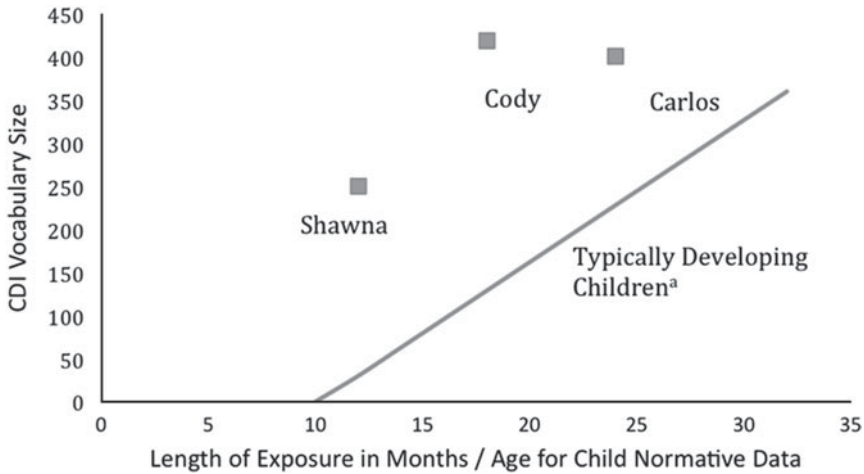 450
400
350
300
250
200
150
100
50
0
CDI Vocabulary Size
Cody
Carlos
Shawna
Typically Developing
Childrenᵃ
0 5 10 15 20 25 30 35
Length of Exposure in Months / Age for Child Normative Data